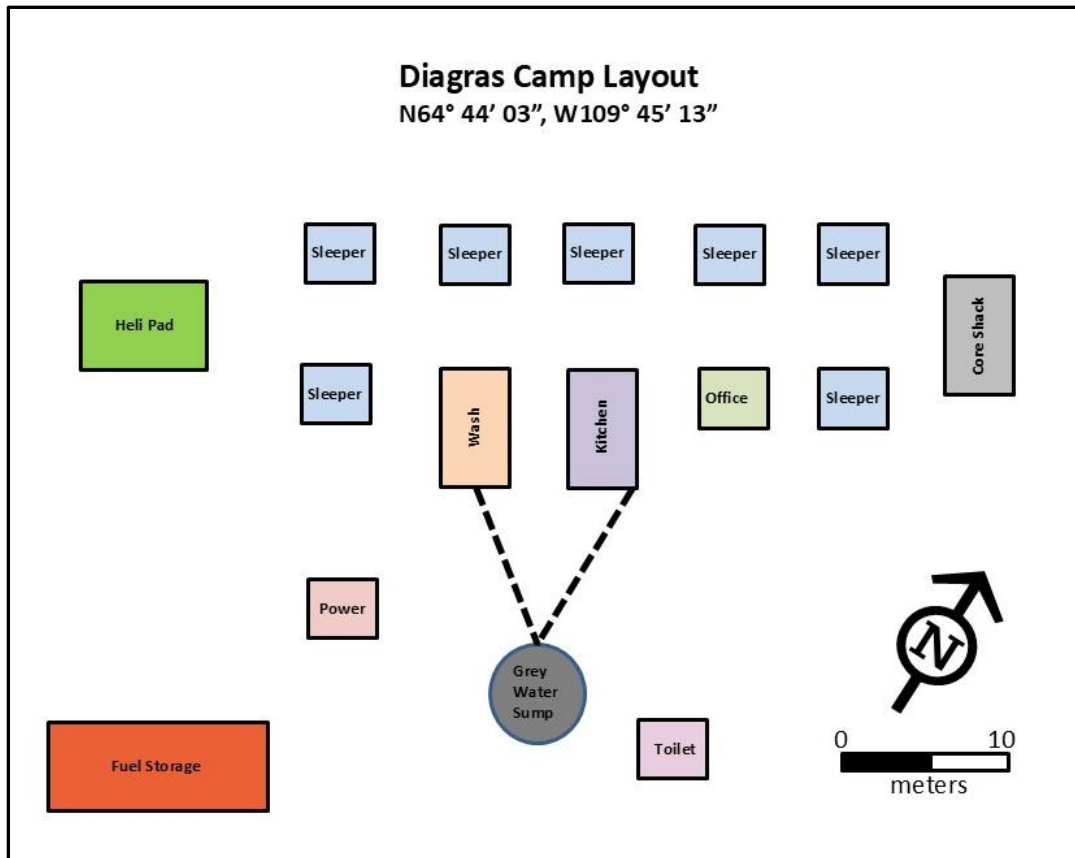 Diagras Camp Layout
N64° 44’ 03”, W109° 45’ 13”
Sleeper
Sleeper
Sleeper
Sleeper
Sleeper
Heli Pad
Core Shack
Sleeper
Wash
Kitchen
Office
Sleeper
Power
N
Grey
Water
Sump
Toilet
0 10
meters
Fuel Storage